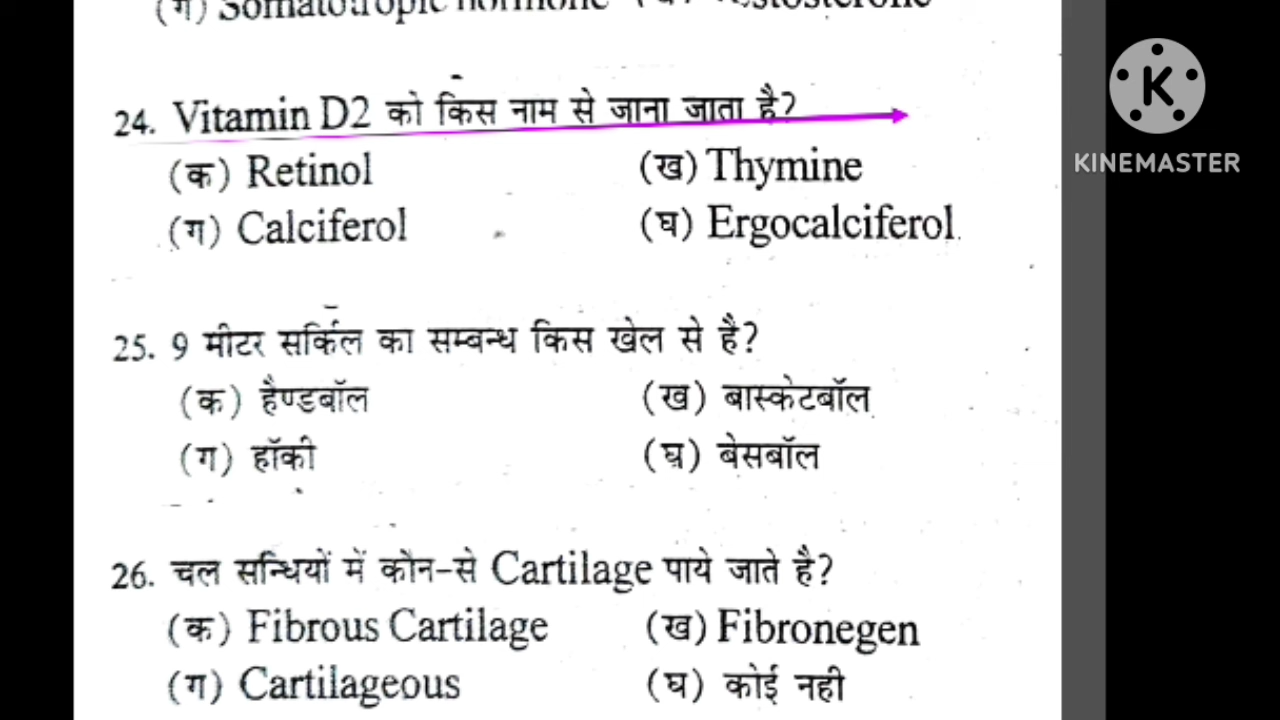 (ग) Somatotropic hormone (घ) Testosterone
24. Vitamin D2 को किस नाम से जाना जाता है?
(क) Retinol (ख) Thymine
(ग) Calciferol (घ) Ergocalciferol
25. 9 मीटर सर्किल का सम्बन्ध किस खेल से है?
(क) हैण्डबॉल (ख) बास्केटबॉल
(ग) हॉकी (घ) बेसबॉल
26. चल सन्धियों में कौन-से Cartilage पाये जाते है?
(क) Fibrous Cartilage (ख) Fibronegen
(ग) Cartilageous (घ) कोई नही
K
KINEMASTER